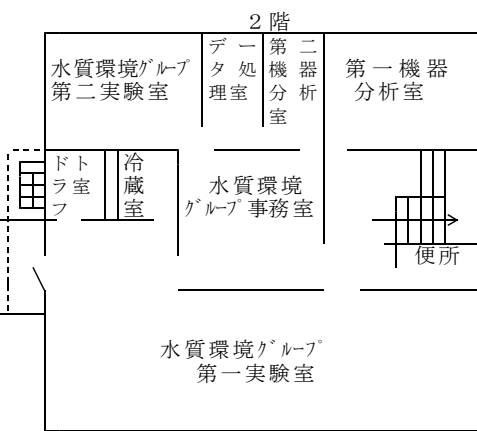 ２階
水質環境ｸﾞﾙｰﾌﾟ
第二実験室
データ処理室
第二機器分析室
第一機器
分析室
ドラフト室
冷蔵室
水質環境
ｸﾞﾙｰﾌﾟ事務室
便所
水質環境ｸﾞﾙｰﾌﾟ
第一実験室